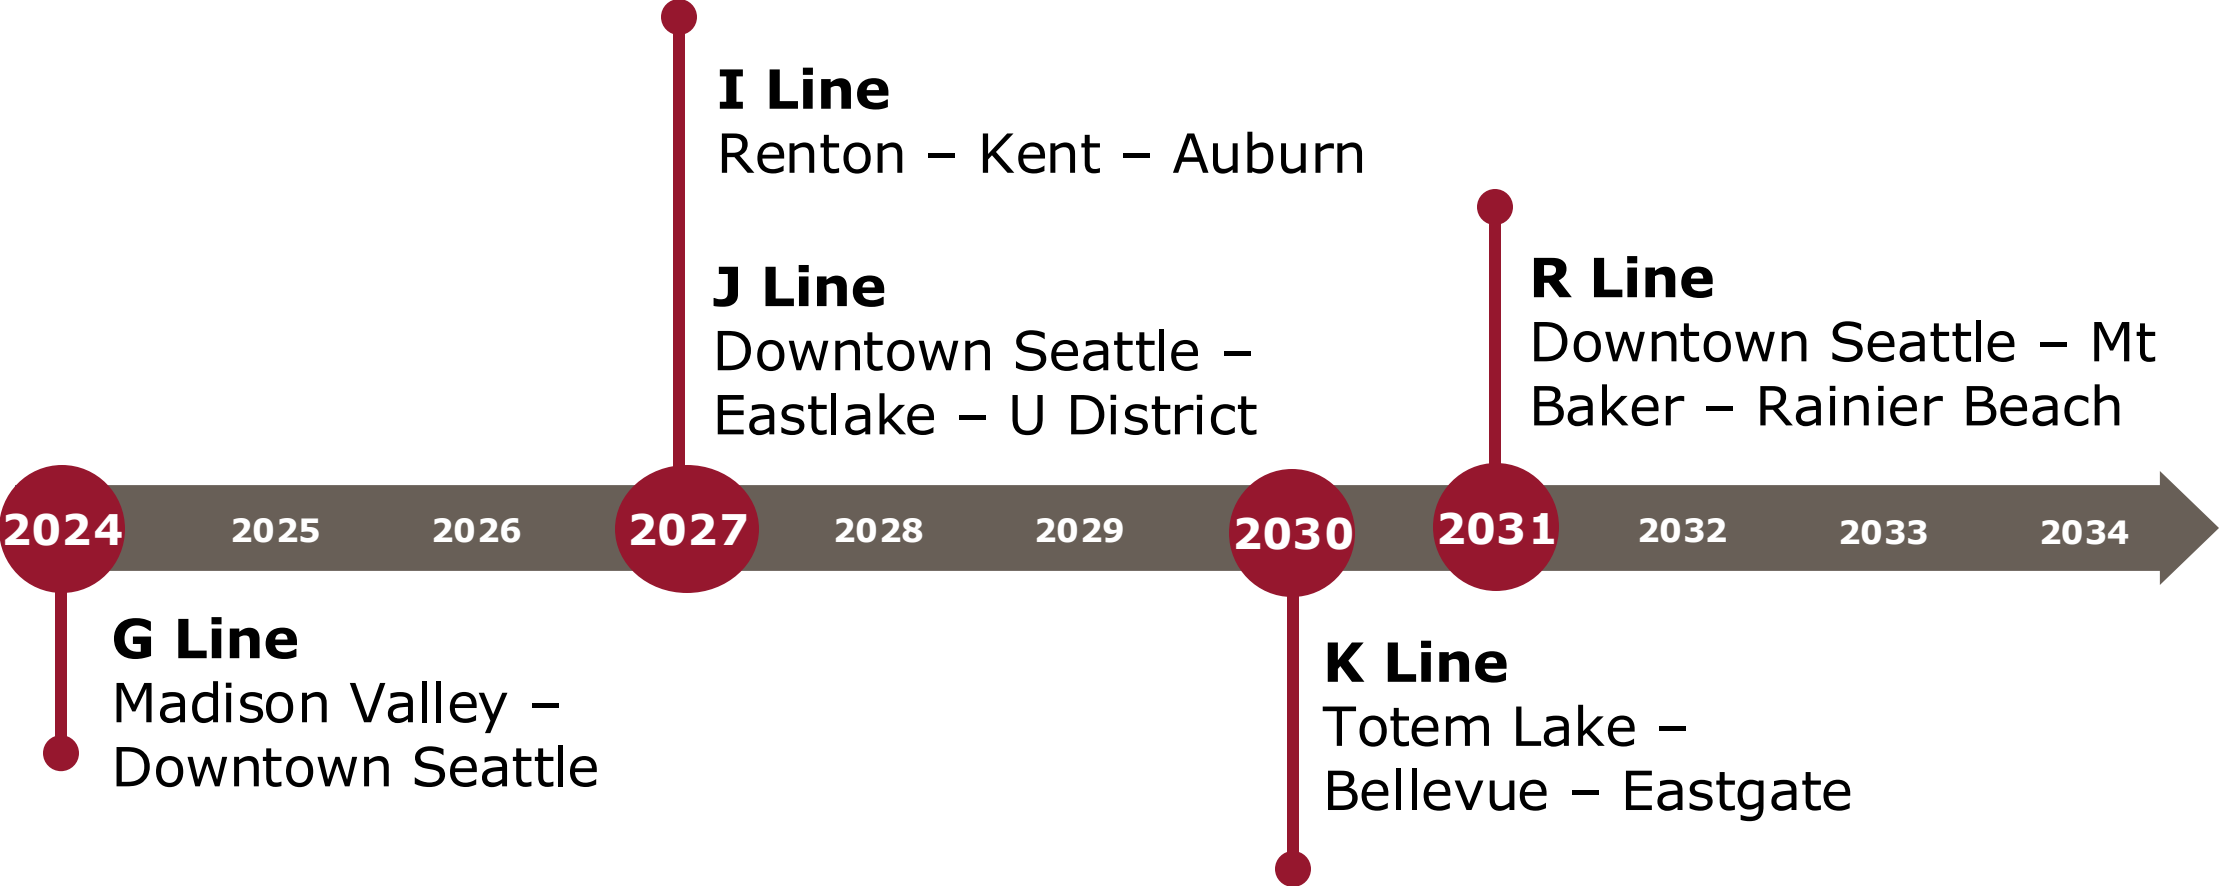 I Line
Renton – Kent – Auburn
J Line
Downtown Seattle –
Eastlake – U District
R Line
Downtown Seattle – Mt
Baker – Rainier Beach
2024 2025 2026 2027 2028 2029 2030 2031 2032 2033 2034
G Line
Madison Valley –
Downtown Seattle
K Line
Totem Lake –
Bellevue – Eastgate